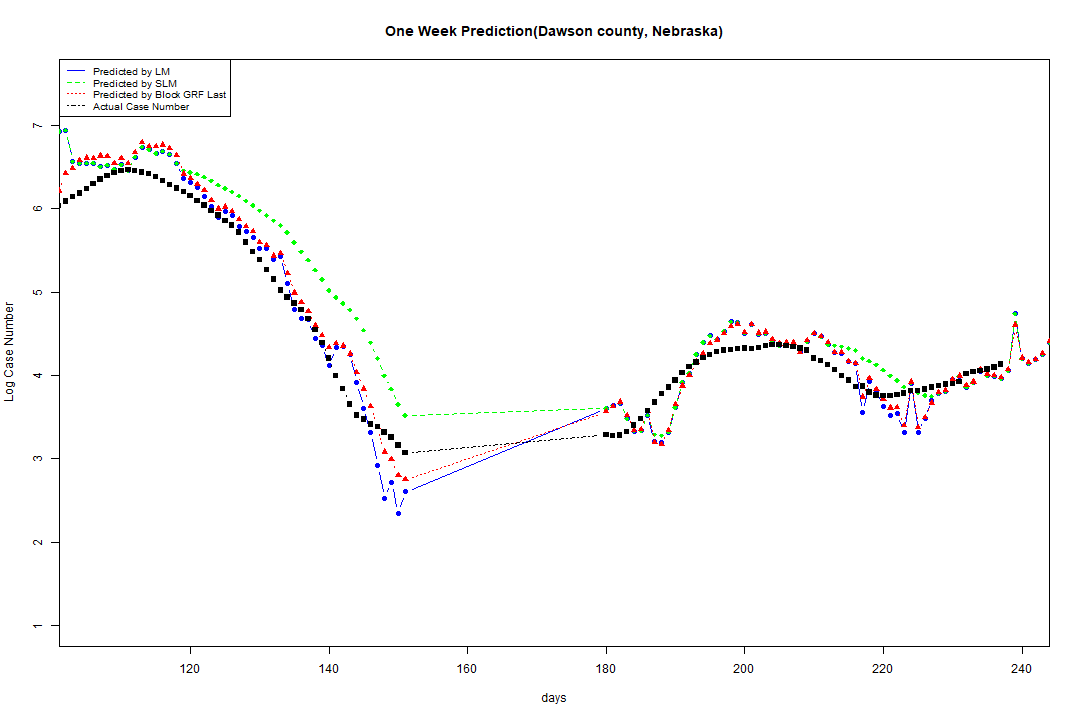 One Week Prediction(Dawson county, Nebraska)
Predicted by LM
Predicted by SLM
Predicted by Block GRF Last
Actual Case Number
Log Case Number
7
6
5
4
3
2
1
120 140 160 180 200 220 240
days